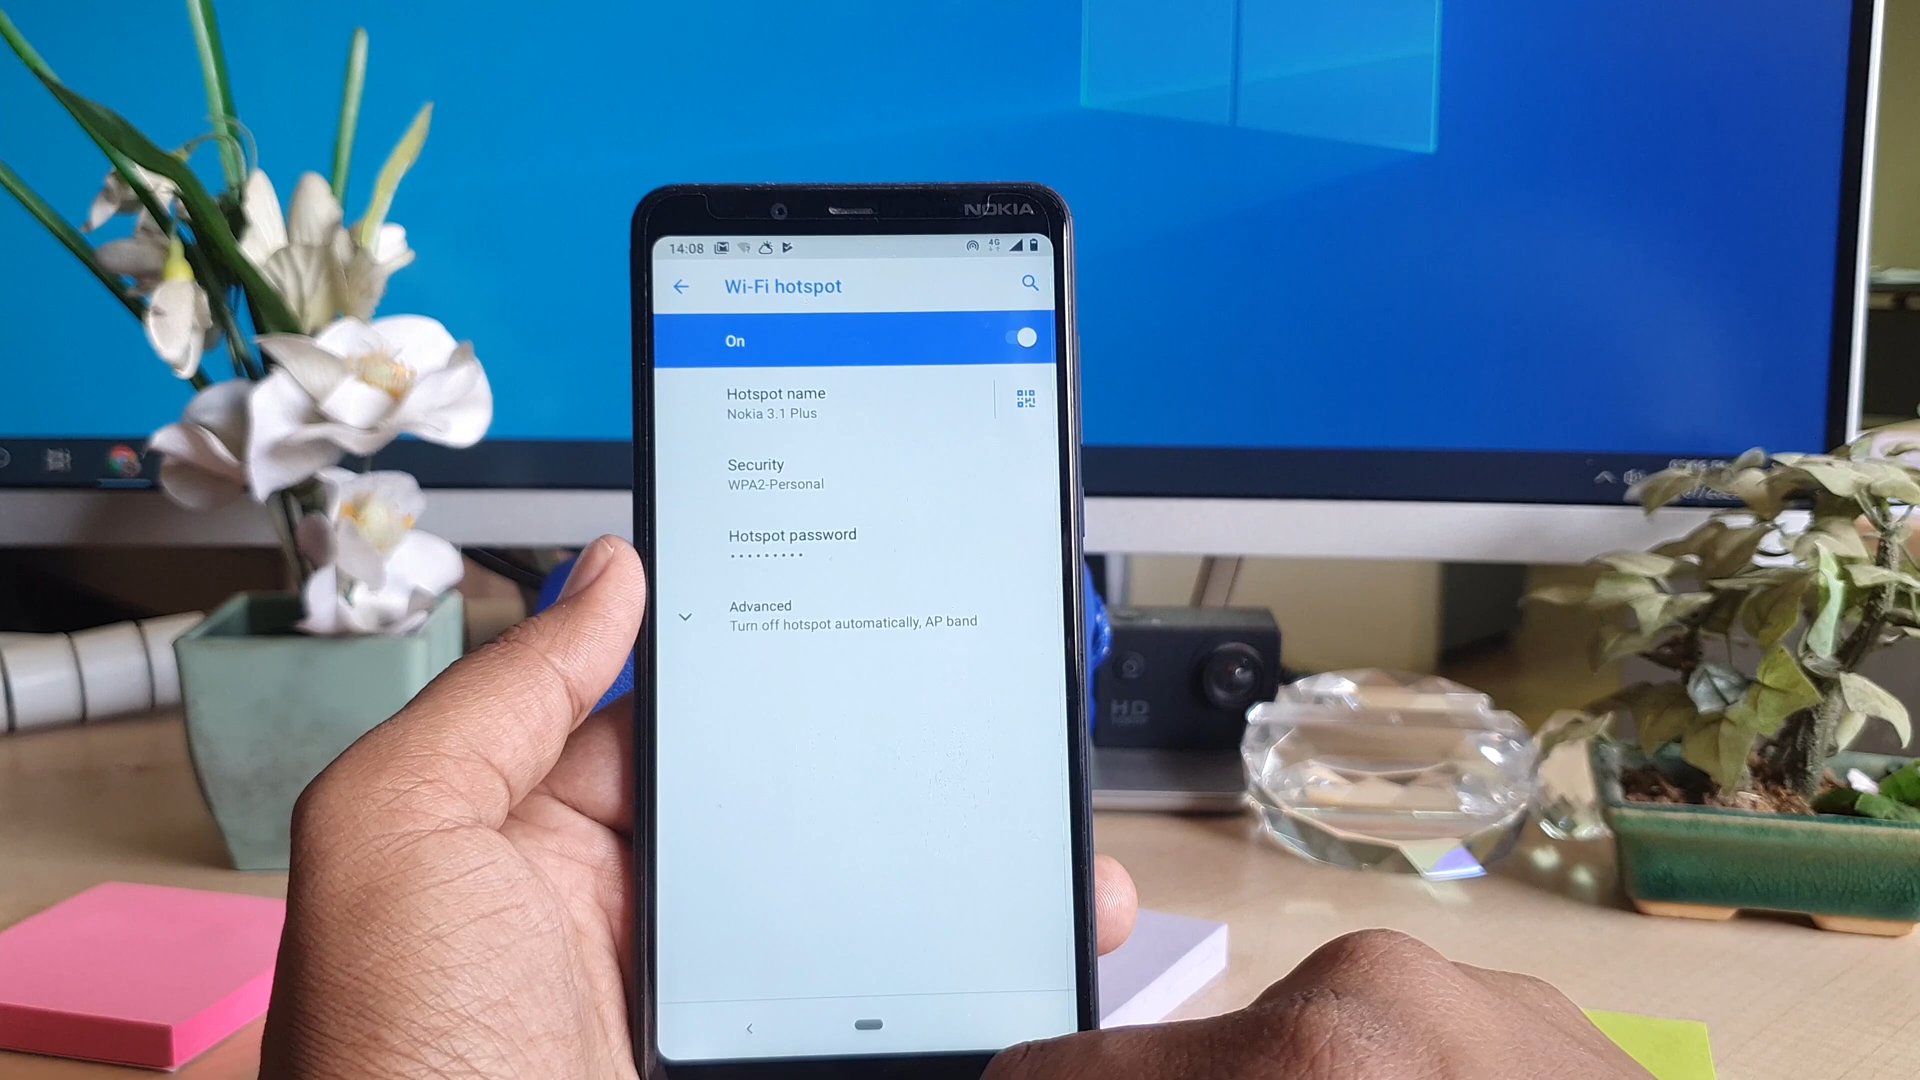 NOKIA
14:08
4G
Wi-Fi hotspot
On
Hotspot name
Nokia 3.1 Plus
Security
WPA2-Personal
Hotspot password
•••••••••
Advanced
Turn off hotspot automatically, AP band
HD